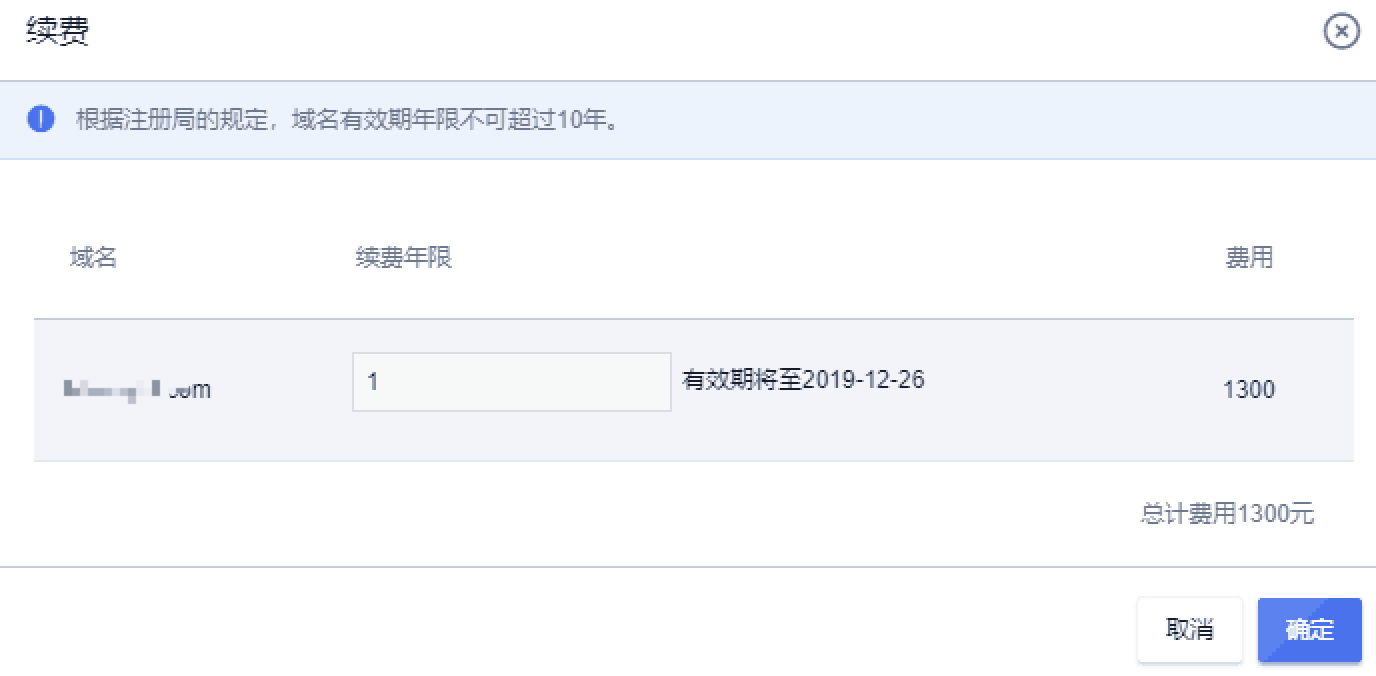 续费
根据注册局的规定，域名有效期年限不可超过10年。
域名 续费年限 费用
1 有效期将至2019-12-26 1300
总计费用1300元
取消 确定